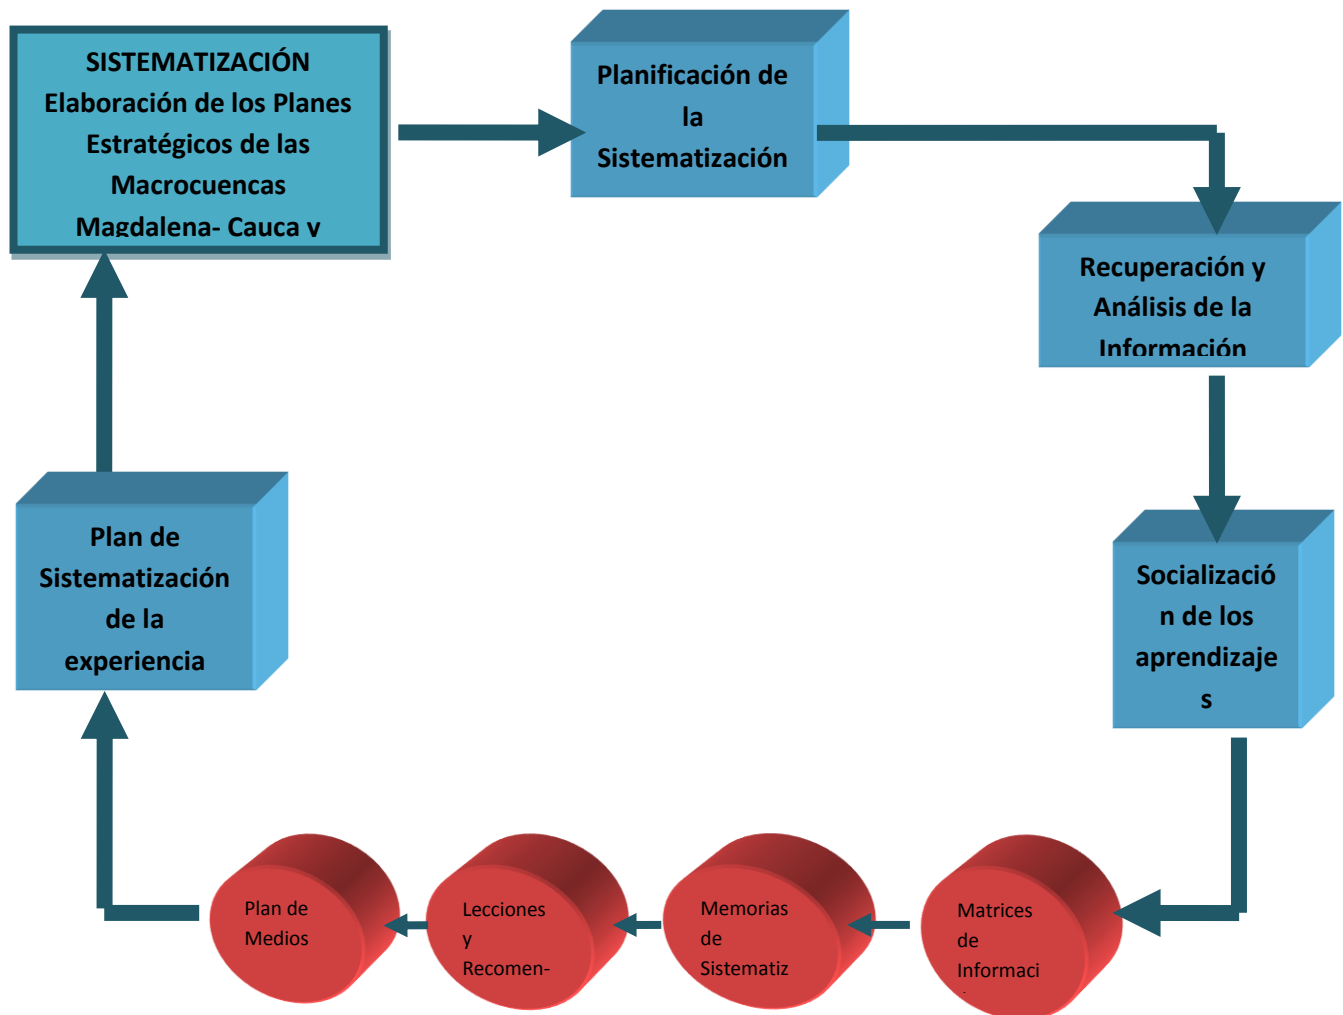 SISTEMATIZACIÓN
Elaboración de los Planes
Estratégicos de las
Macrocuencas
Magdalena- Cauca y
Planificación de
la
Sistematización
Recuperación y
Análisis de la
Información
Socializació
n de los
aprendizaje
s
Matrices
de
Informaci
Memorias
de
Sistematiz
Lecciones
y
Recomen-
Plan de
Medios
Plan de
Sistematización
de la
experiencia